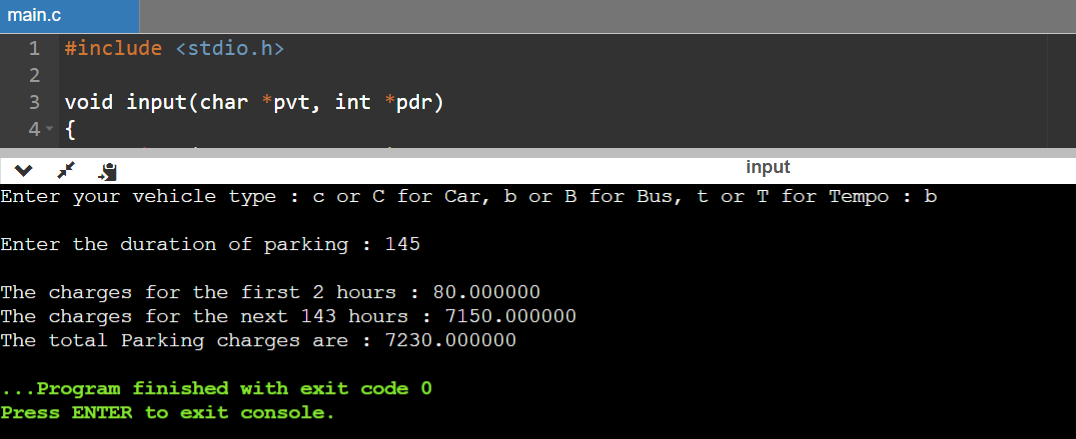 main.c
1 #include <stdio.h>
2
3 void input(char *pvt, int *pdr)
4 {
input
Enter your vehicle type : c or C for Car, b or B for Bus, t or T for Tempo : b
Enter the duration of parking : 145
The charges for the first 2 hours : 80.000000
The charges for the next 143 hours : 7150.000000
The total Parking charges are : 7230.000000
...Program finished with exit code 0
Press ENTER to exit console.